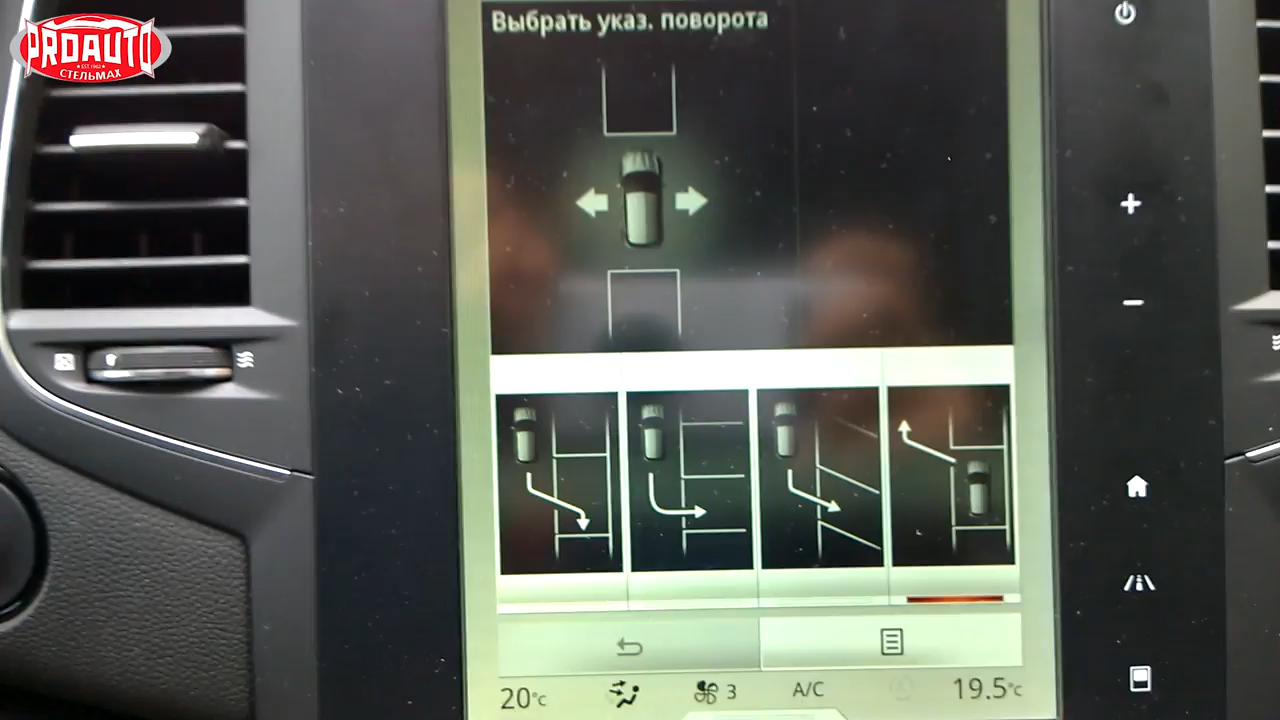 PROAUTO
EST. 1962
СТЕЛЬМАХ
Выбрать указ. поворота
20°C
3
A/C
19.5°C